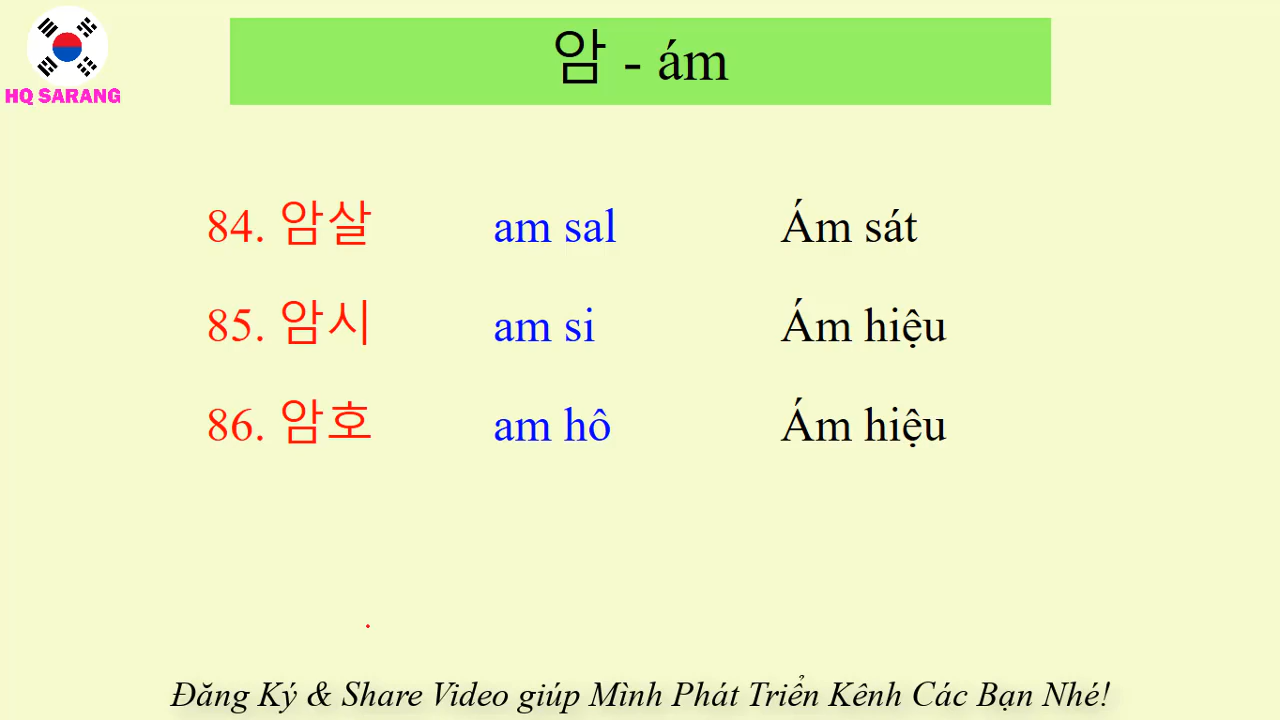 HQ SARANG
암 - ám
84. 암살 am sal Ám sát
85. 암시 am si Ám hiệu
86. 암호 am hô Ám hiệu
Đăng Ký & Share Video giúp Mình Phát Triển Kênh Các Bạn Nhé!